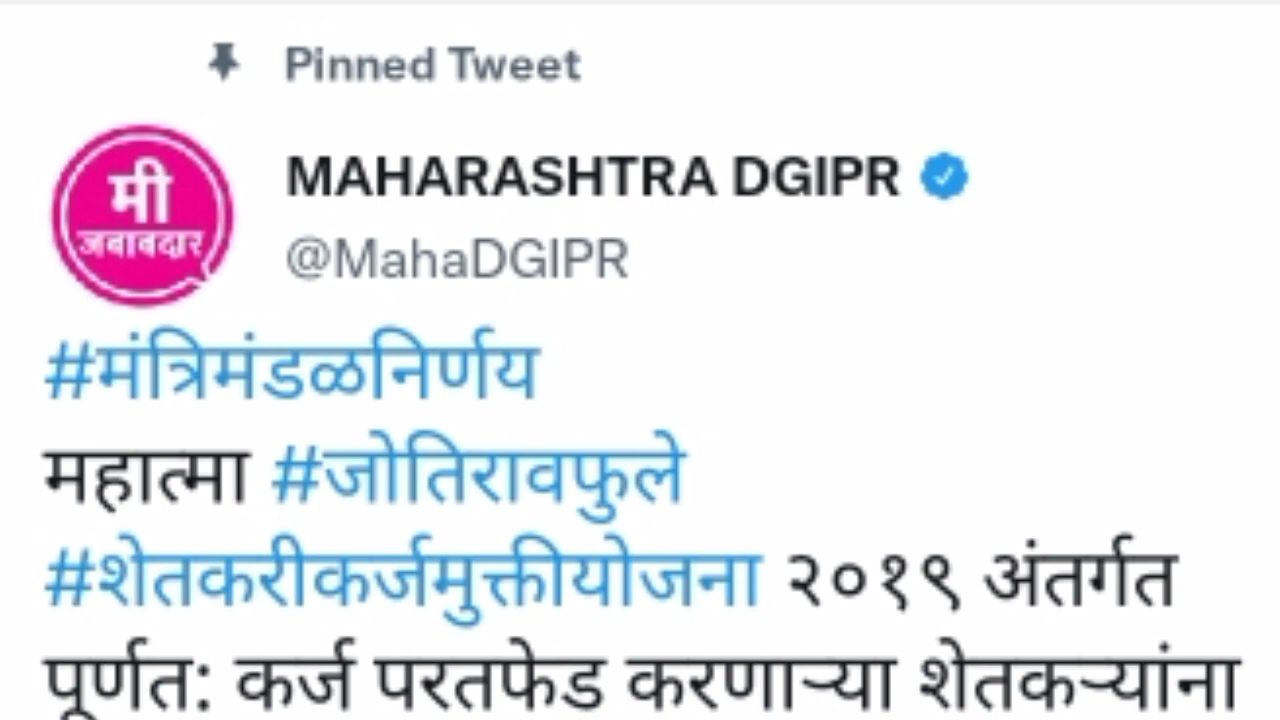 Pinned Tweet
मी
जबाबदार
MAHARASHTRA DGIPR
@MahaDGIPR
#मंत्रिमंडळनिर्णय
महात्मा #जोतिरावफुले
#शेतकरीकर्जमुक्तीयोजना २०१९ अंतर्गत
पूर्णत: कर्ज परतफेड करणाऱ्या शेतकऱ्यांना